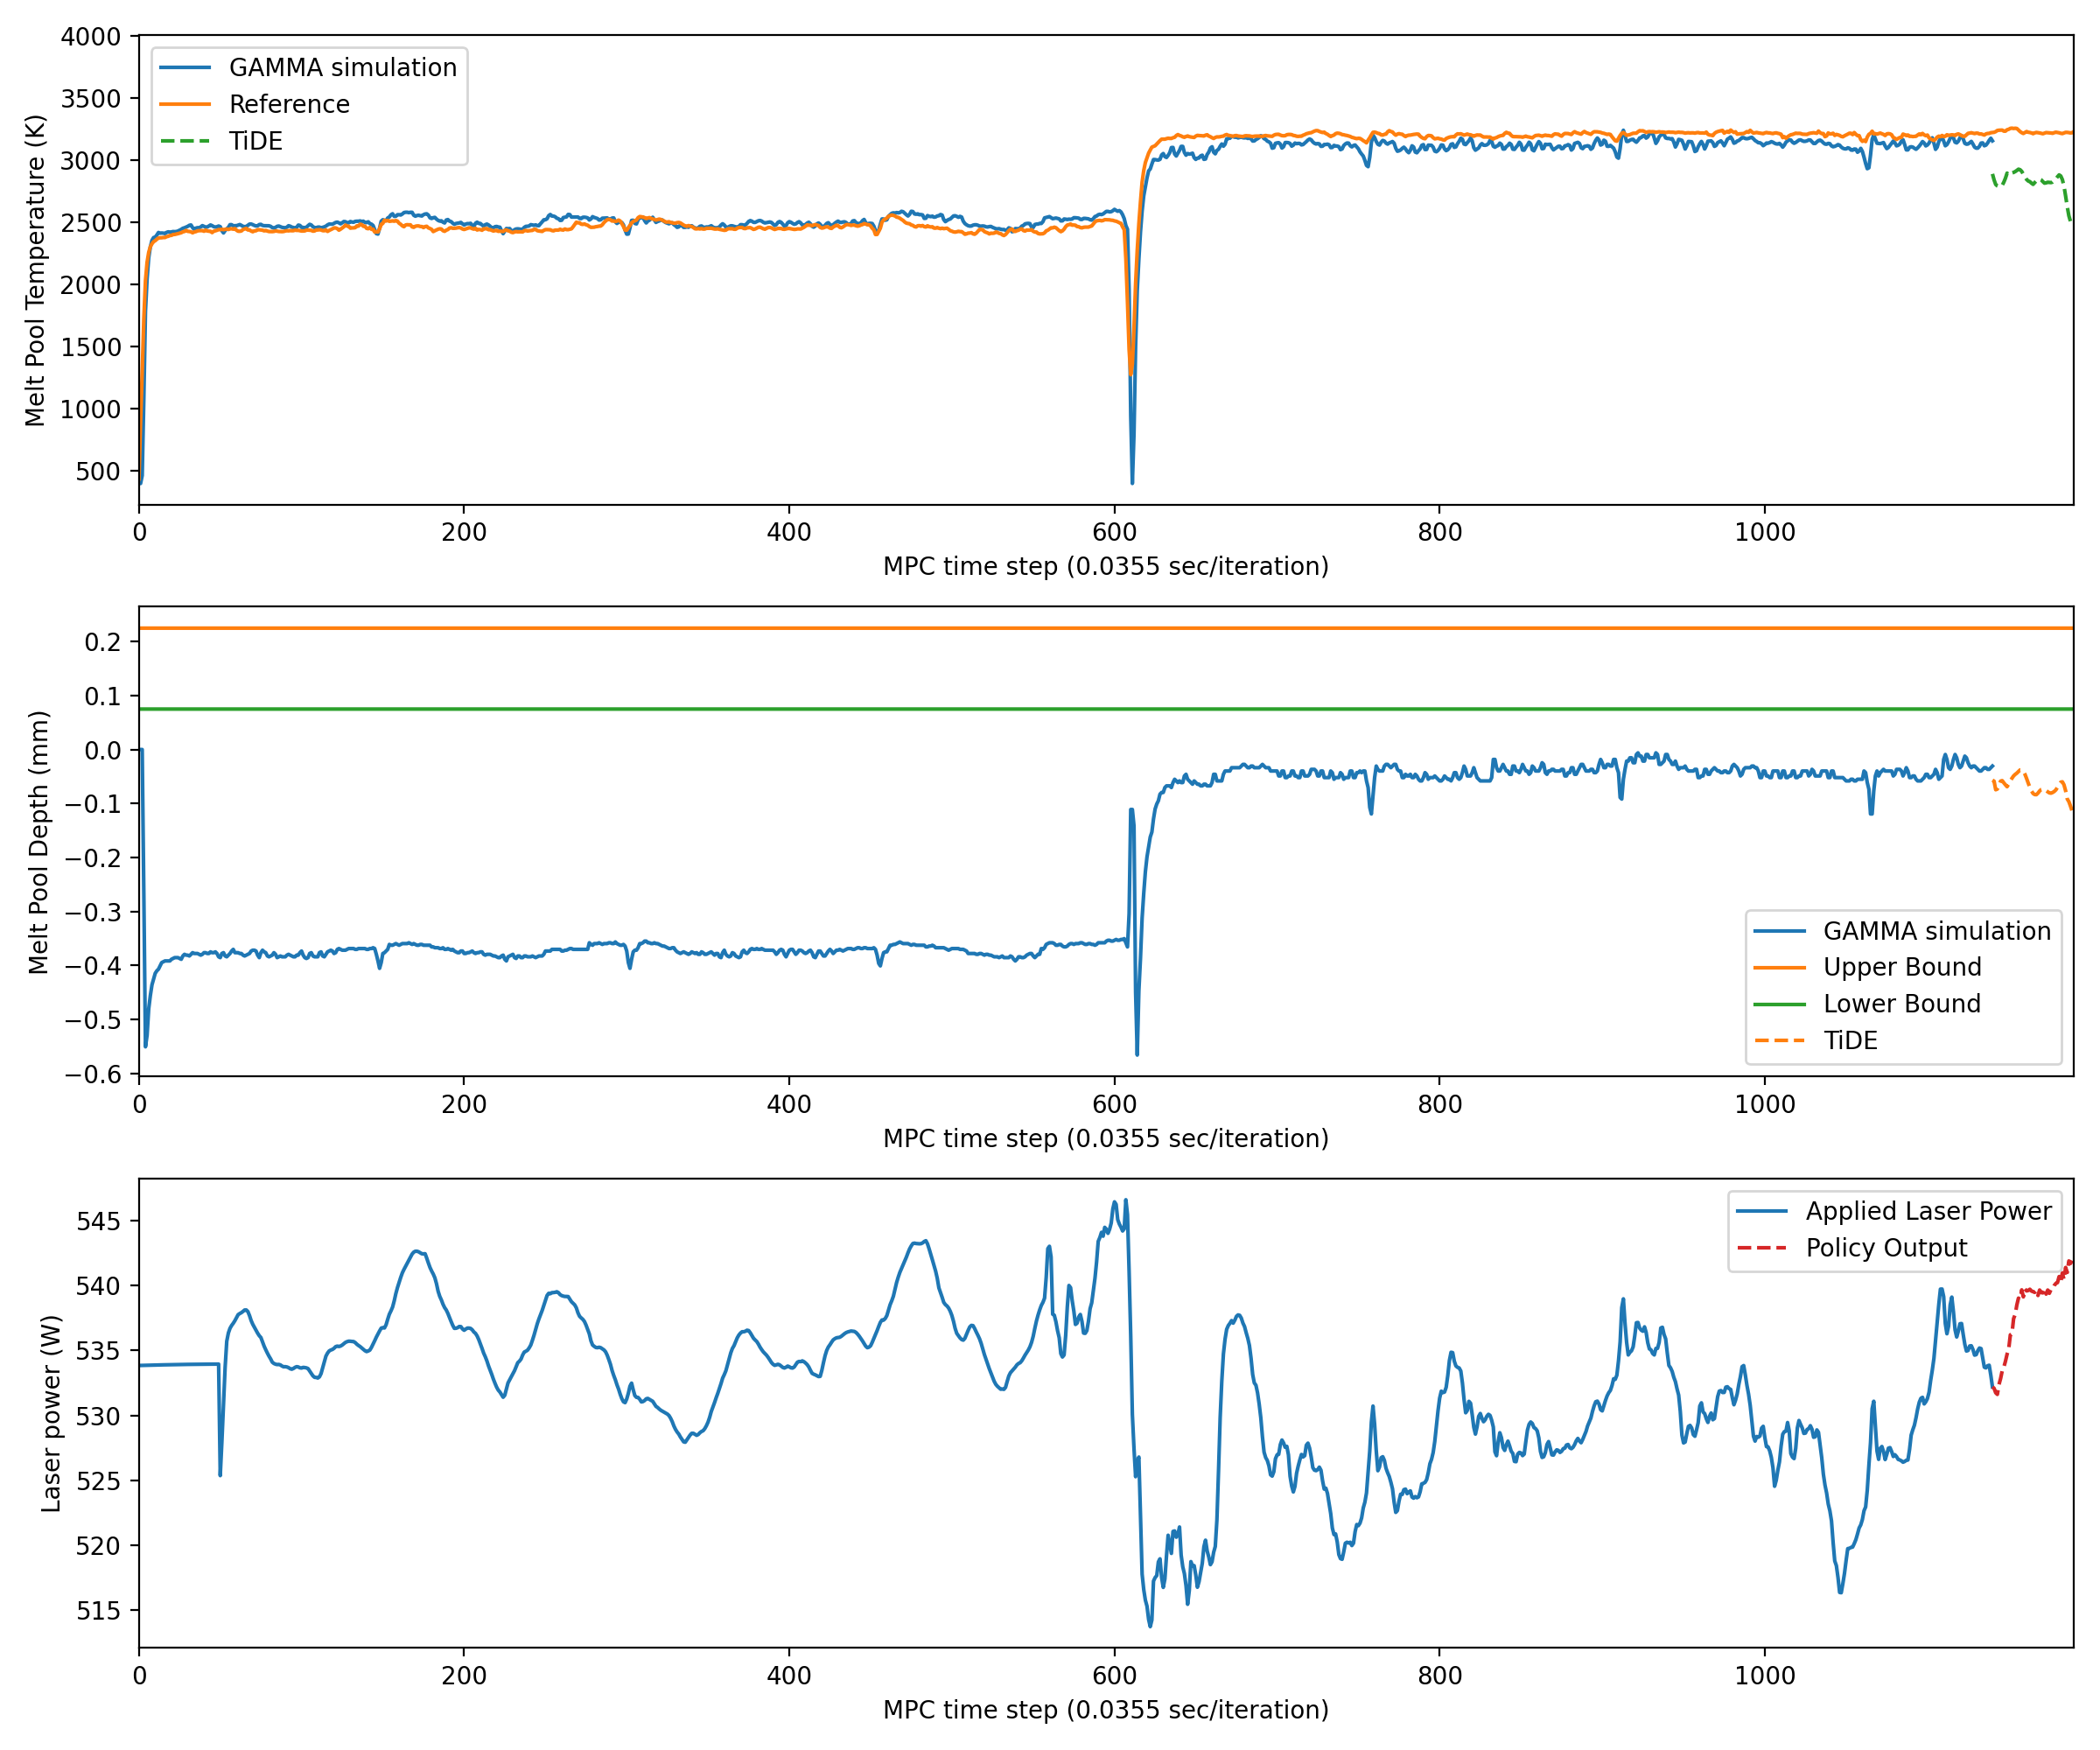 4000
3500
3000
2500
2000
1500
1000
500
Melt Pool Temperature (K)
GAMMA simulation
Reference
TiDE
0 200 400 600 800 1000
MPC time step (0.0355 sec/iteration)
0.2
0.1
0.0
−0.1
−0.2
−0.3
−0.4
−0.5
−0.6
Melt Pool Depth (mm)
GAMMA simulation
Upper Bound
Lower Bound
TiDE
0 200 400 600 800 1000
MPC time step (0.0355 sec/iteration)
545
540
535
530
525
520
515
Laser power (W)
Applied Laser Power
Policy Output
0 200 400 600 800 1000
MPC time step (0.0355 sec/iteration)